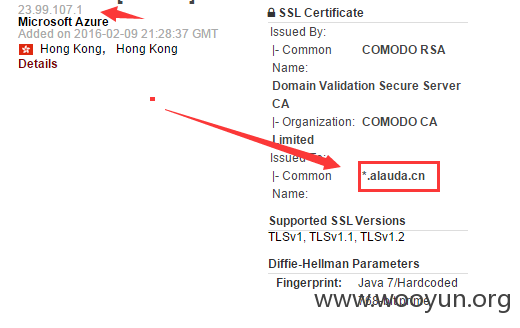 23.99.107.1
Microsoft Azure
Added on 2016-02-09 21:28:37 GMT
Hong Kong, Hong Kong
Details
SSL Certificate
Issued By:
|- Common Name: COMODO RSA Domain Validation Secure Server CA
|- Organization: COMODO CA Limited
Issued To:
|- Common Name: *.alauda.cn
Supported SSL Versions
TLSv1, TLSv1.1, TLSv1.2
Diffie-Hellman Parameters
Fingerprint: Java 7/Hardcoded
768-bit prime
www.wooyun.org